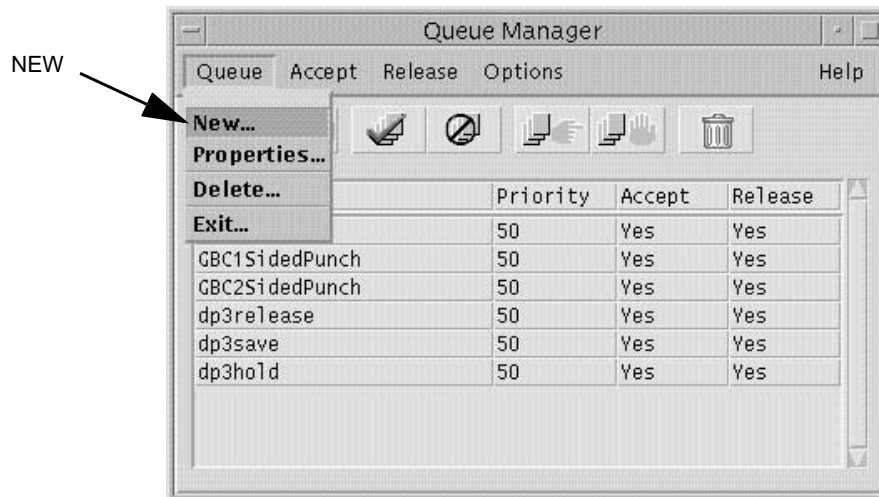 Queue Manager
NEW
Queue Accept Release Options Help
New...
Properties...
Delete...
Exit...
Priority Accept Release
50 Yes Yes
GBC1SidedPunch 50 Yes Yes
GBC2SidedPunch 50 Yes Yes
dp3release 50 Yes Yes
dp3save 50 Yes Yes
dp3hold 50 Yes Yes